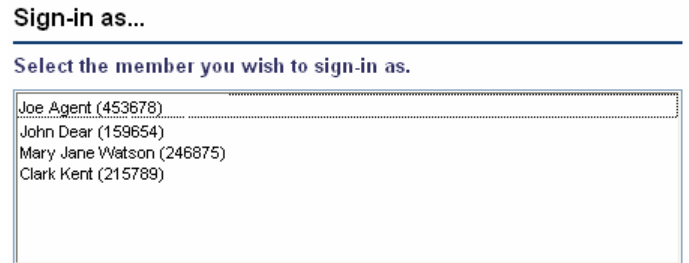 Sign-in as...
Select the member you wish to sign-in as.
Joe Agent (453678)
John Dear (159654)
Mary Jane Watson (246875)
Clark Kent (215789)